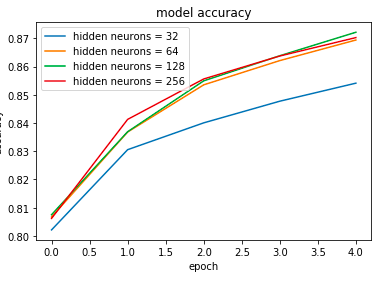 model accuracy
hidden neurons = 32
hidden neurons = 64
hidden neurons = 128
hidden neurons = 256
0.87
0.86
0.85
0.84
0.83
0.82
0.81
0.80
0.0 0.5 1.0 1.5 2.0 2.5 3.0 3.5 4.0
epoch